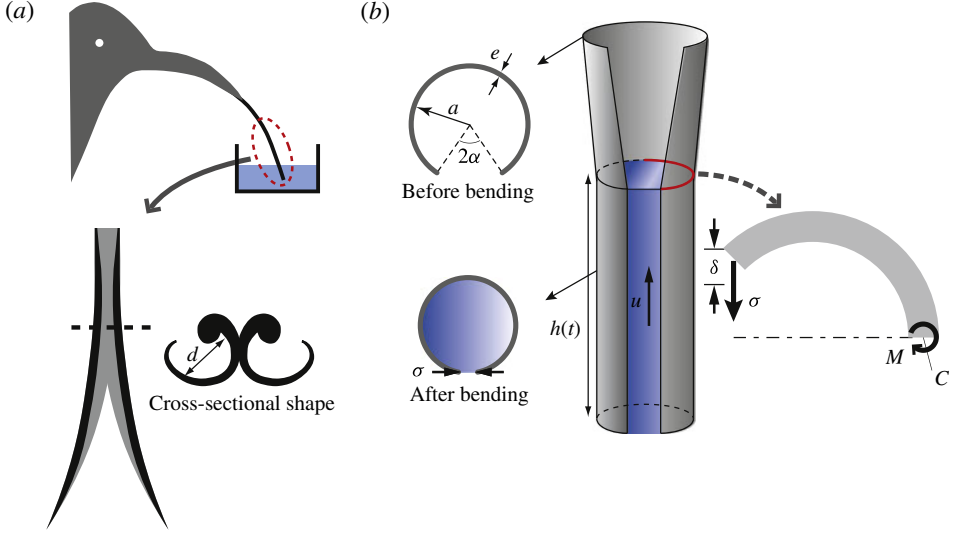 (a)
d
Cross-sectional shape
(b)
e
a
2α
Before bending
σ
After bending
h(t)
u
δ
σ
M
C